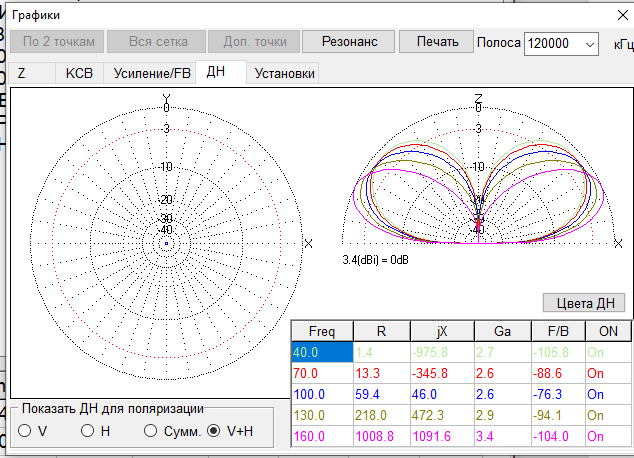 Графики
По 2 точкам Вся сетка Доп. точки Резонанс Печать Полоса 120000 кГц
Z КСВ Усиление/FB ДН Установки
Y
0
3
-10
-20
-30
-40
X
Z
0
3
-10
-20
-30
-40
X
3.4(dBi) = 0dB
Цвета ДН
Freq R jX Ga F/B ON
40.0 1.4 -975.8 2.7 -105.8 On
70.0 13.3 -345.8 2.6 -88.6 On
100.0 59.4 46.0 2.6 -76.3 On
130.0 218.0 472.3 2.9 -94.1 On
160.0 1008.8 1091.6 3.4 -104.0 On
Показать ДН для поляризации
V H Сумм. V+H